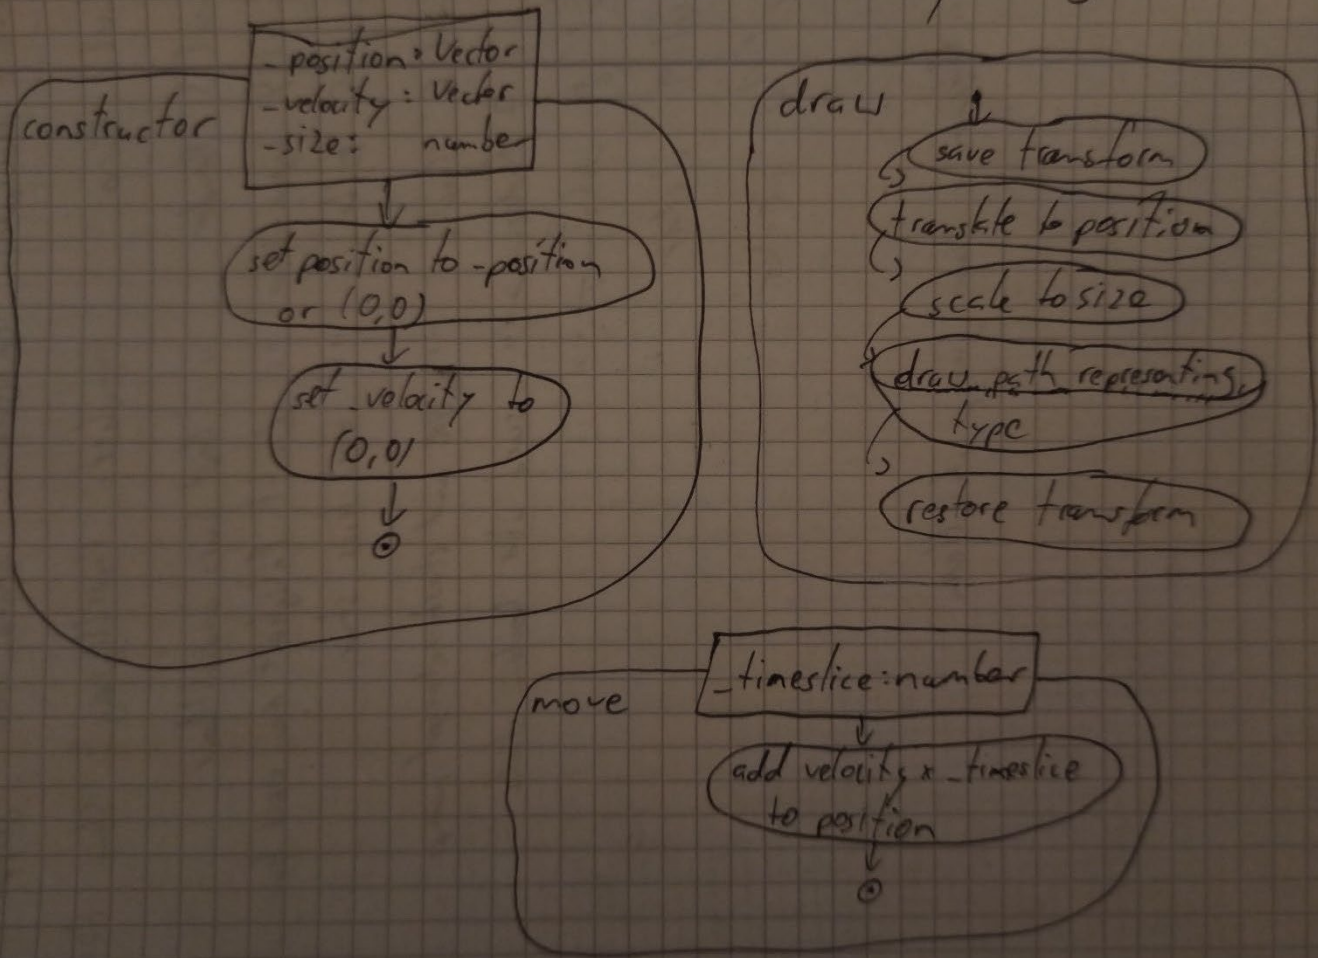 constructor
_position: Vector
_velocity: Vector
_size: number
set position to _position
or (0,0)
set _velocity to
(0,0)
draw
save transform
translate to position
scale to size
draw path representing
type
restore transform
move
_timeslice: number
add velocity x _timeslice
to position